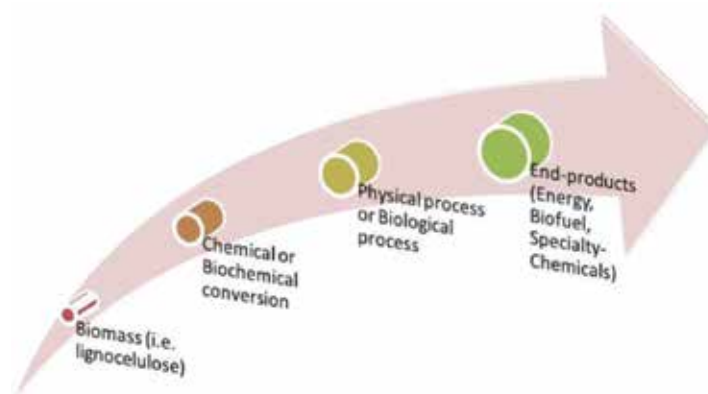 Biomass (i.e.
lignocelulose)
Chemical or
Biochemical
conversion
Physical process
or Biological
process
End-products
(Energy,
Biofuel,
Specialty-
Chemicals)